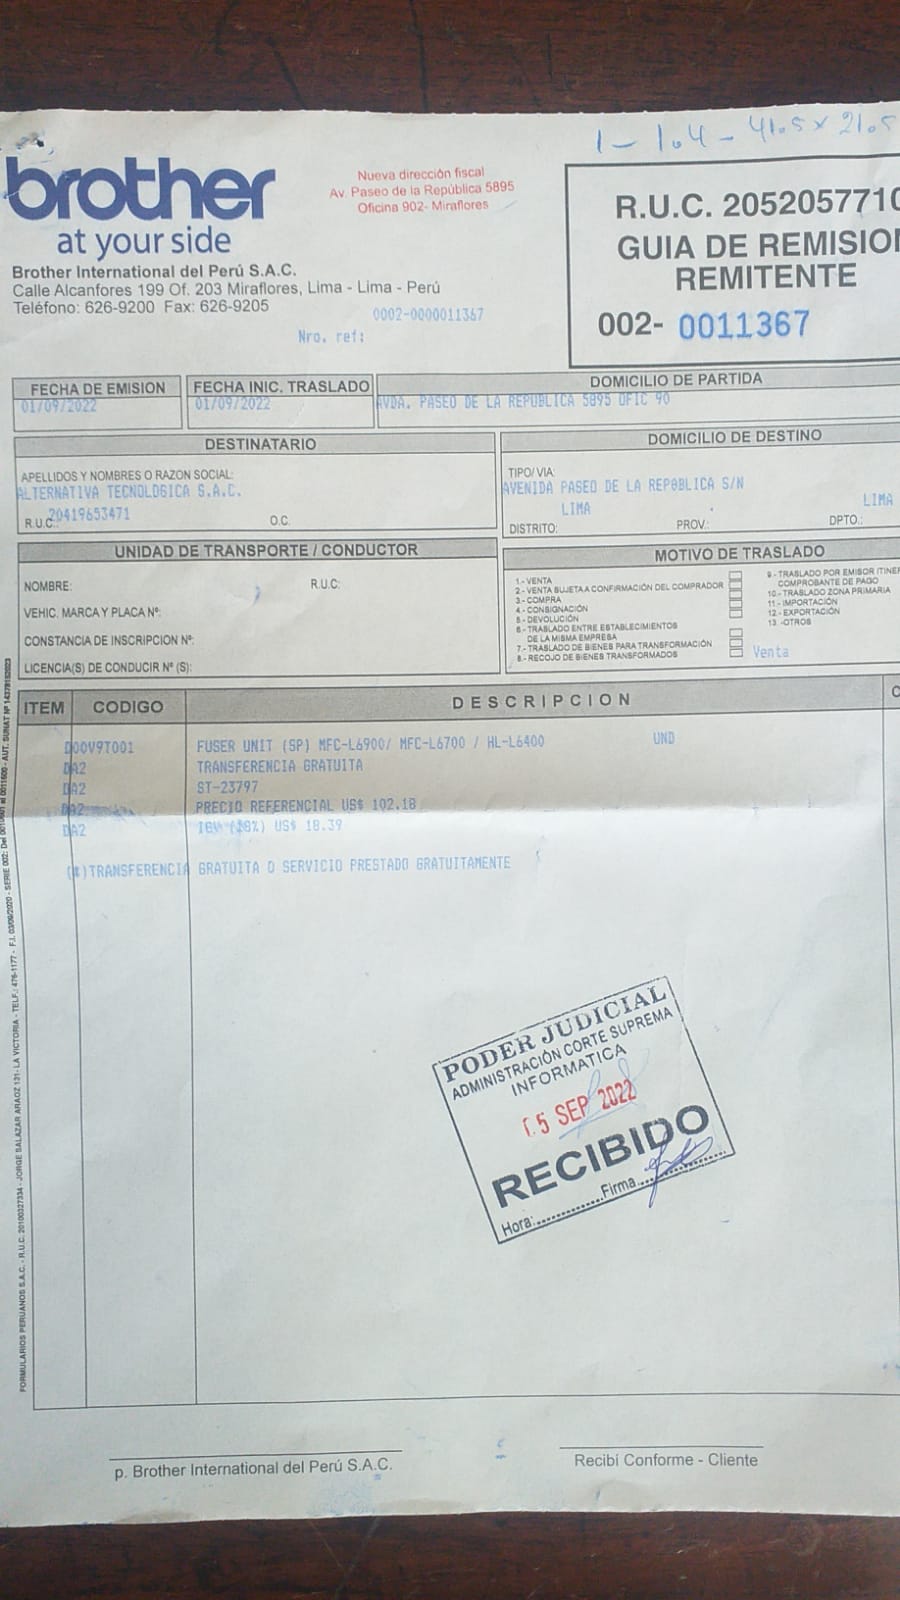 1 - 1.4 - 41.5 x 21.5
brother
at your side
Nueva dirección fiscal
Av. Paseo de la República 5895
Oficina 902- Miraflores
Brother International del Perú S.A.C.
Calle Alcanfores 199 Of. 203 Miraflores, Lima - Lima - Perú
Teléfono: 626-9200 Fax: 626-9205
0002-0000011367
Nro. ref:
R.U.C. 2052057710
GUIA DE REMISION
REMITENTE
002- 0011367
FECHA DE EMISION
01/09/2022
FECHA INIC. TRASLADO
01/09/2022
DOMICILIO DE PARTIDA
AVDA. PASEO DE LA REPUBLICA 5895 OFIC 90
DESTINATARIO
APELLIDOS Y NOMBRES O RAZON SOCIAL:
ALTERNATIVA TECNOLOGICA S.A.C.
R.U.C.: 20419653471 O.C.
DOMICILIO DE DESTINO
TIPO/VIA:
AVENIDA PASEO DE LA REPØBLICA S/N
LIMA LIMA
DISTRITO: PROV.: DPTO.:
UNIDAD DE TRANSPORTE / CONDUCTOR
NOMBRE: R.U.C:
VEHIC. MARCA Y PLACA Nº:
CONSTANCIA DE INSCRIPCION Nº:
LICENCIA(S) DE CONDUCIR Nº (S):
MOTIVO DE TRASLADO
1.- VENTA
2.- VENTA SUJETA A CONFIRMACIÓN DEL COMPRADOR
3.- COMPRA
4.- CONSIGNACIÓN
5.- DEVOLUCIÓN
6.- TRASLADO ENTRE ESTABLECIMIENTOS
DE LA MISMA EMPRESA
7.- TRASLADO DE BIENES PARA TRANSFORMACIÓN
8.- RECOJO DE BIENES TRANSFORMADOS
9.- TRASLADO POR EMISOR ITINER
COMPROBANTE DE PAGO
10.- TRASLADO ZONA PRIMARIA
11.- IMPORTACIÓN
12.- EXPORTACIÓN
13.-OTROS
Venta
ITEM CODIGO DESCRIPCION C
D00V9T001 FUSER UNIT (SP) MFC-L6900/ MFC-L6700 / HL-L6400 UND
DA2 TRANSFERENCIA GRATUITA
DA2 ST-23797
DA2 PRECIO REFERENCIAL US$ 102.18
DA2 IGV (18%) US$ 18.39
(*)TRANSFERENCIA GRATUITA O SERVICIO PRESTADO GRATUITAMENTE
PODER JUDICIAL
ADMINISTRACIÓN CORTE SUPREMA
INFORMATICA
15 SEP 2022
RECIBIDO
Hora: Firma
p. Brother International del Perú S.A.C.
Recibí Conforme - Cliente